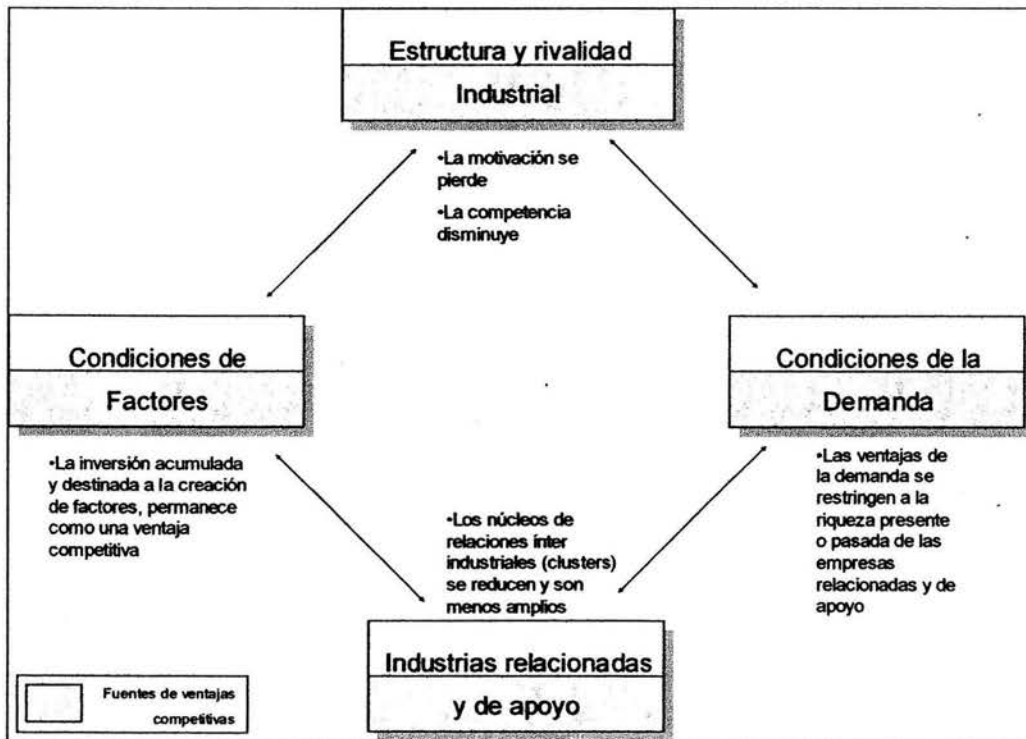 Estructura y rivalidad
Industrial
•La motivación se
pierde
•La competencia
disminuye
Condiciones de
Factores
Condiciones de la
Demanda
•La inversión acumulada
y destinada a la creación
de factores, permanece
como una ventaja
competitiva
•Las ventajas de
la demanda se
restringen a la
riqueza presente
o pasada de las
empresas
relacionadas y de
apoyo
•Los núcleos de
relaciones inter
industriales (clusters)
se reducen y son
menos amplios
Industrias relacionadas
y de apoyo
Fuentes de ventajas
competitivas